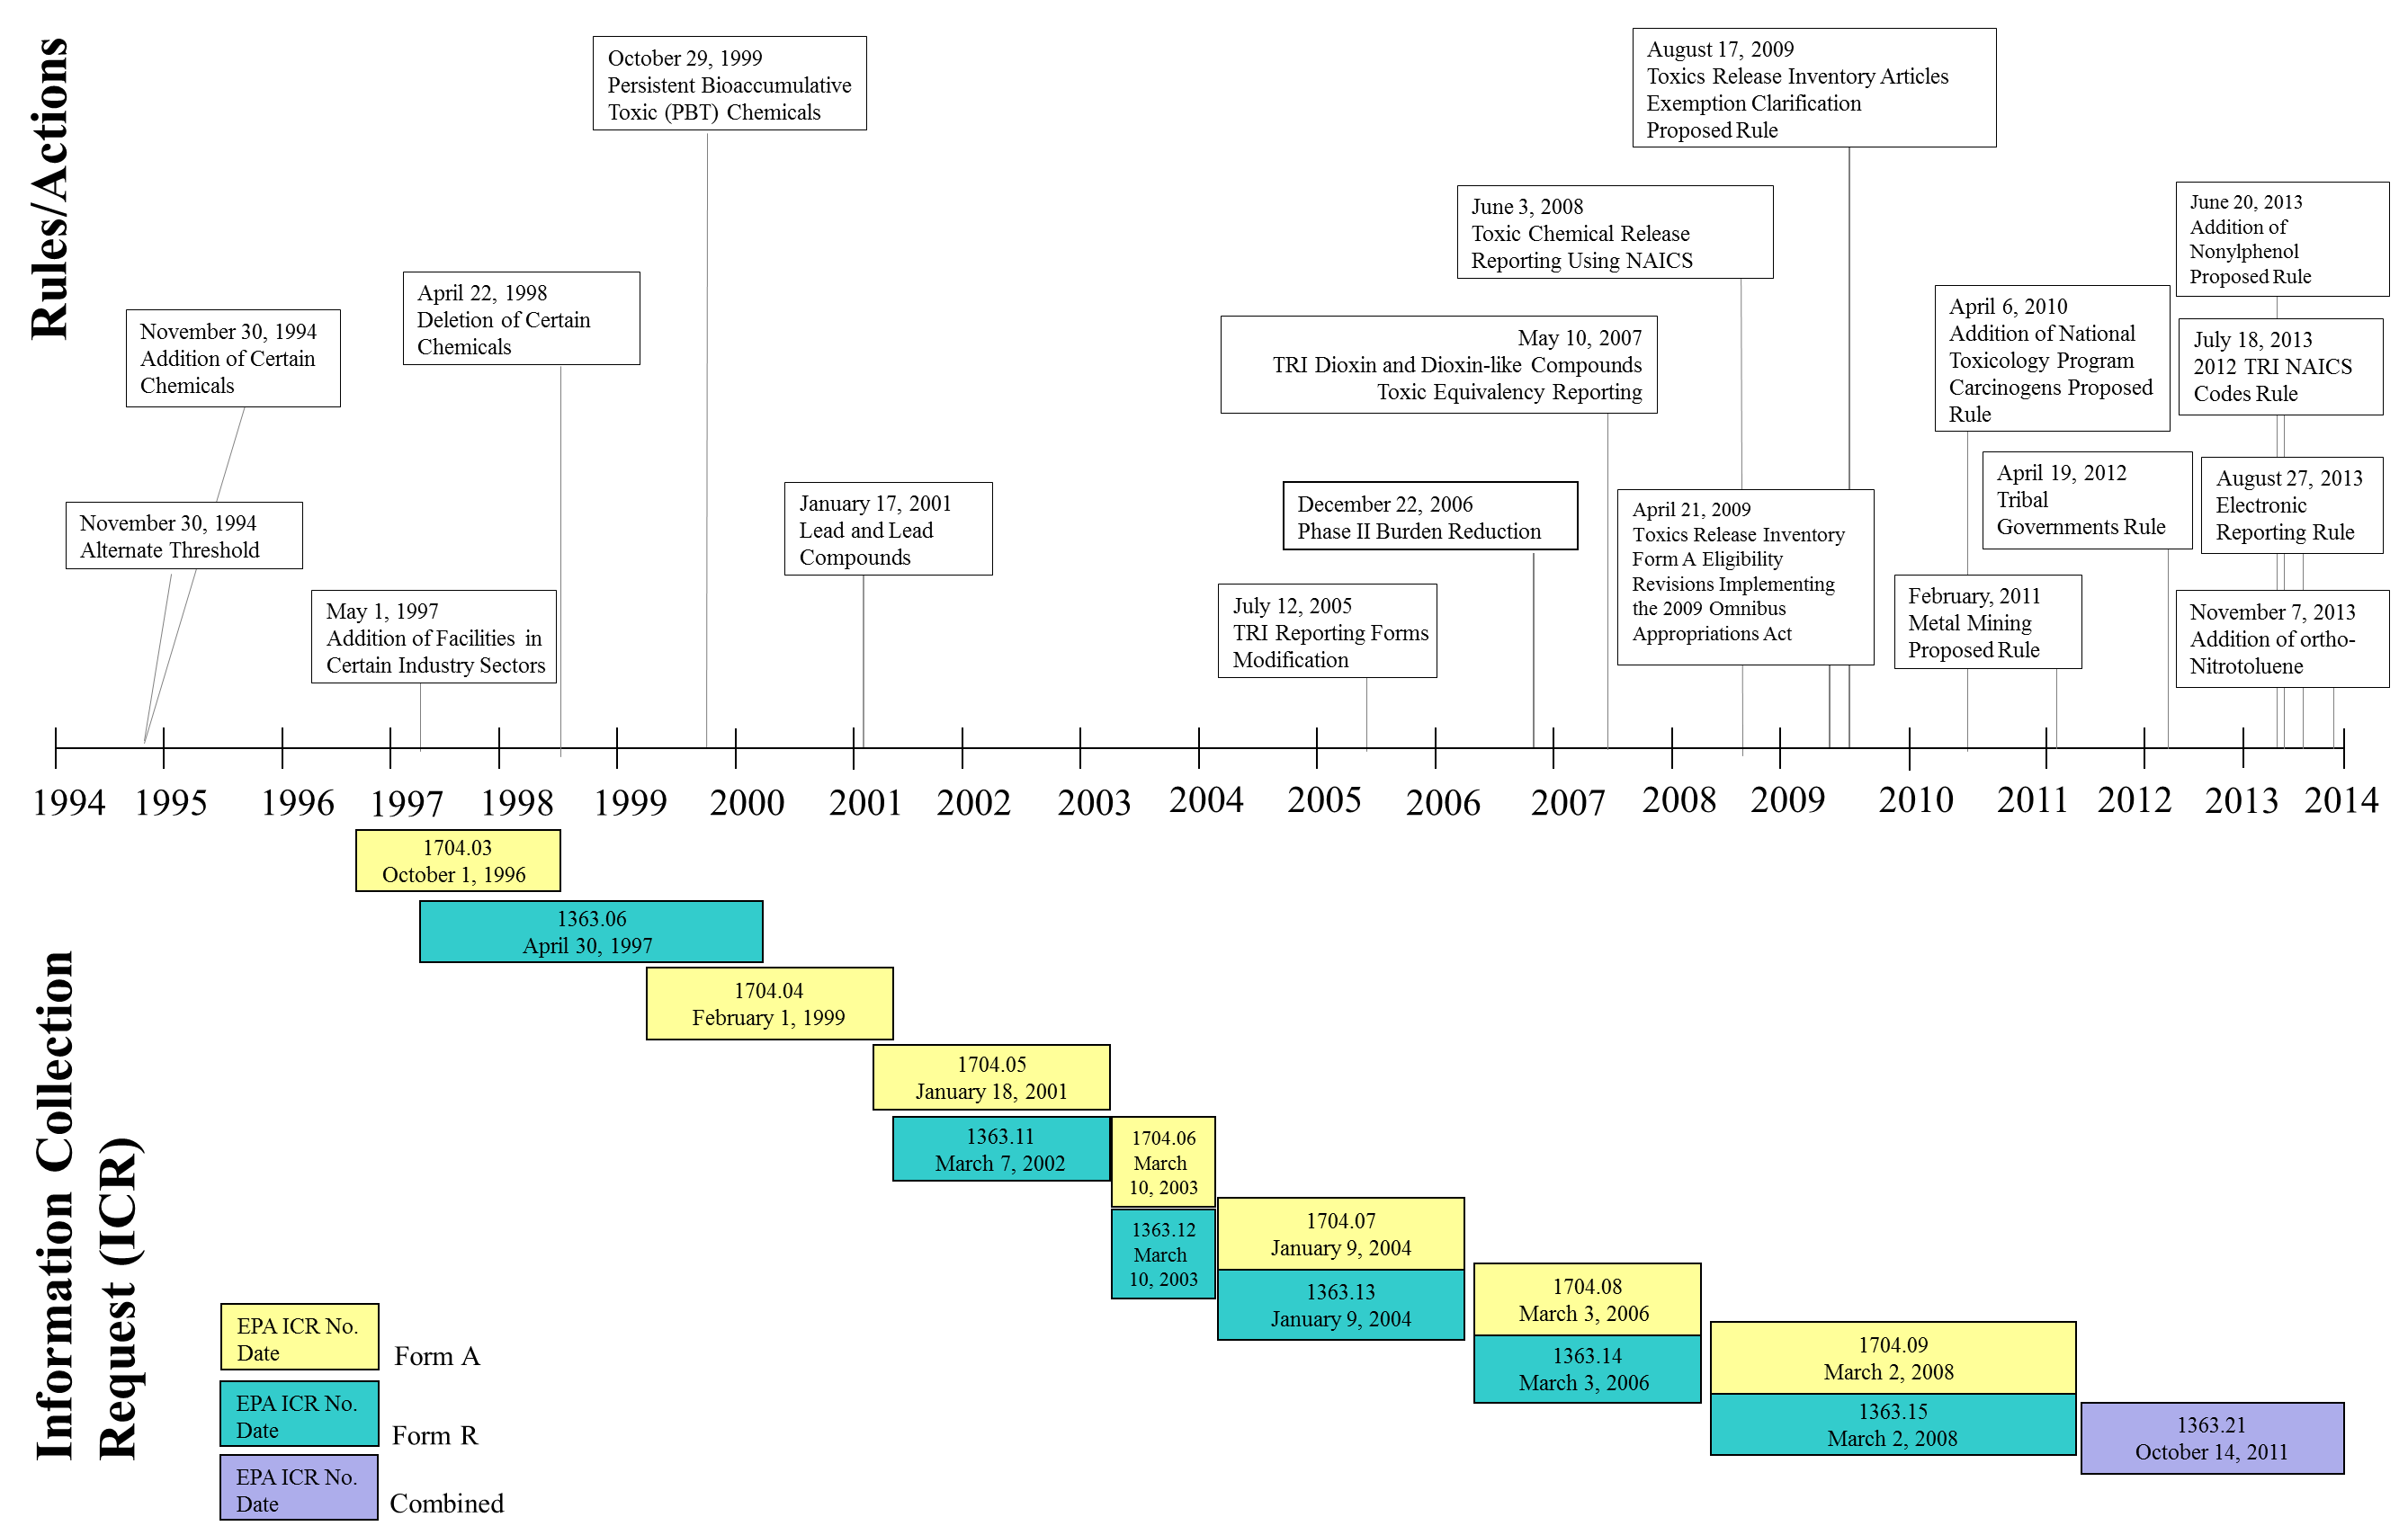 Rules/Actions
October 29, 1999
Persistent Bioaccumulative
Toxic (PBT) Chemicals
August 17, 2009
Toxics Release Inventory Articles
Exemption Clarification
Proposed Rule
June 3, 2008
Toxic Chemical Release
Reporting Using NAICS
June 20, 2013
Addition of
Nonylphenol
Proposed Rule
April 22, 1998
Deletion of Certain
Chemicals
November 30, 1994
Addition of Certain
Chemicals
May 10, 2007
TRI Dioxin and Dioxin-like Compounds
Toxic Equivalency Reporting
April 6, 2010
Addition of National
Toxicology Program
Carcinogens Proposed
Rule
July 18, 2013
2012 TRI NAICS
Codes Rule
November 30, 1994
Alternate Threshold
January 17, 2001
Lead and Lead
Compounds
December 22, 2006
Phase II Burden Reduction
April 21, 2009
Toxics Release Inventory
Form A Eligibility
Revisions Implementing
the 2009 Omnibus
Appropriations Act
April 19, 2012
Tribal
Governments Rule
August 27, 2013
Electronic
Reporting Rule
May 1, 1997
Addition of Facilities in
Certain Industry Sectors
July 12, 2005
TRI Reporting Forms
Modification
February, 2011
Metal Mining
Proposed Rule
November 7, 2013
Addition of ortho-
Nitrotoluene
1994 1995 1996 1997 1998 1999 2000 2001 2002 2003 2004 2005 2006 2007 2008 2009 2010 2011 2012 2013 2014
Information Collection
Request (ICR)
1704.03
October 1, 1996
1363.06
April 30, 1997
1704.04
February 1, 1999
1704.05
January 18, 2001
1363.11
March 7, 2002
1704.06
March
10, 2003
1363.12
March
10, 2003
1704.07
January 9, 2004
1363.13
January 9, 2004
1704.08
March 3, 2006
1363.14
March 3, 2006
1704.09
March 2, 2008
1363.15
March 2, 2008
1363.21
October 14, 2011
EPA ICR No.
Date
Form A
EPA ICR No.
Date
Form R
EPA ICR No.
Date
Combined